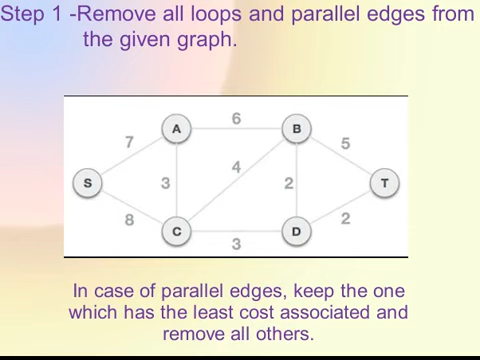 Step 1 -Remove all loops and parallel edges from
the given graph.
6
A B
7 5
4
S 3 2 T
8 2
C D
3
In case of parallel edges, keep the one
which has the least cost associated and
remove all others.